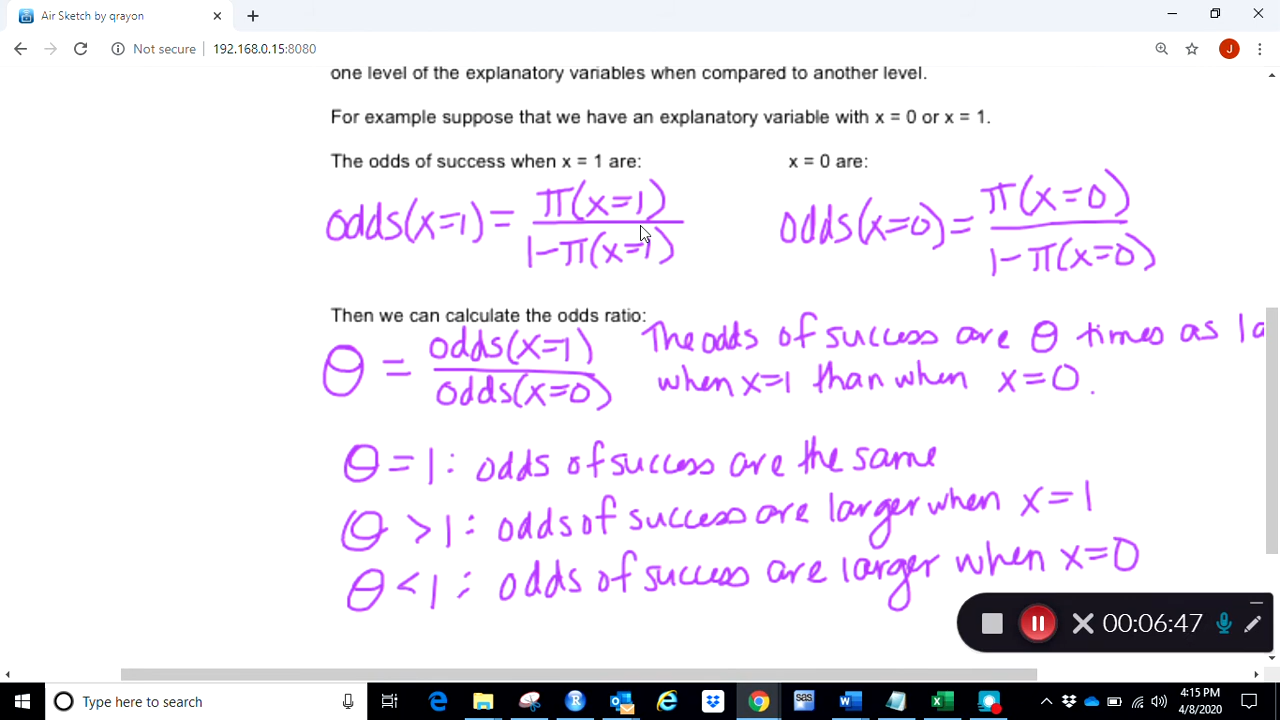 Air Sketch by qrayon
Not secure
192.168.0.15:8080
J
one level of the explanatory variables when compared to another level.
For example suppose that we have an explanatory variable with x = 0 or x = 1.
The odds of success when x = 1 are: x = 0 are:
odds(x=1) = π(x=1) / 1-π(x=1) odds(x=0) = π(x=0) / 1-π(x=0)
Then we can calculate the odds ratio:
θ = odds(x=1) / odds(x=0)
The odds of success are θ times as la
when x=1 than when x=0.
θ = 1: odds of success are the same
θ > 1: odds of success are larger when x=1
θ < 1: odds of success are larger when x=0
00:06:47
Type here to search
sas
4:15 PM
4/8/2020